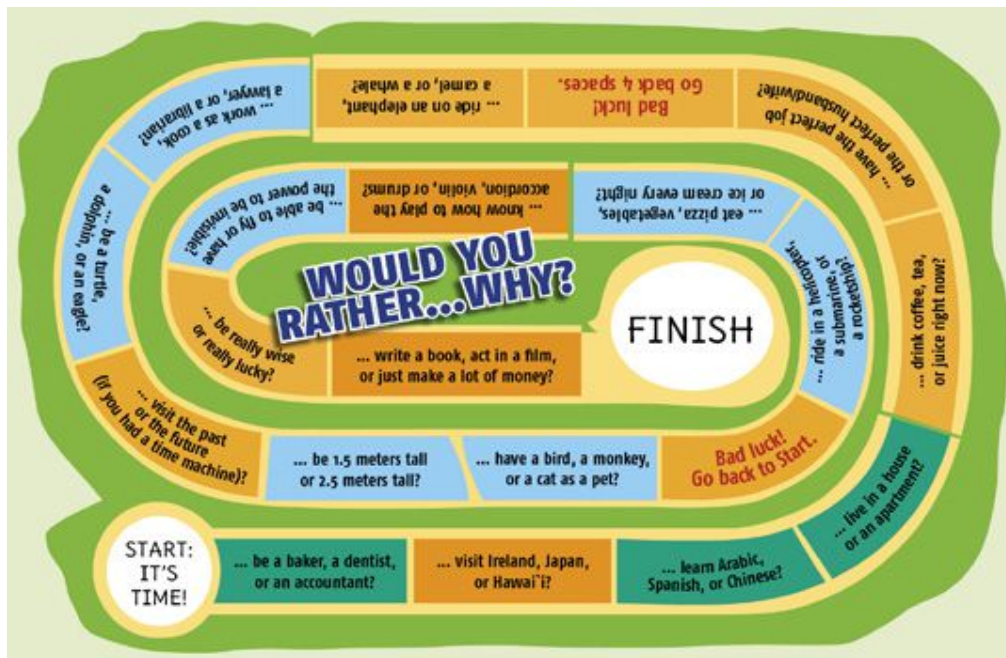 WOULD YOU
RATHER...WHY?
START:
IT'S
TIME!
... be a baker, a dentist,
or an accountant?
... visit Ireland, Japan,
or Hawai`i?
... learn Arabic,
Spanish, or Chinese?
... live in a house
or an apartment?
... drink coffee, tea,
or juice right now?
... have the perfect job
or the perfect husband/wife?
Bad luck!
Go back 4 spaces.
... ride on an elephant,
a camel, or a whale?
... work as a cook,
a lawyer, or a librarian?
... be a turtle,
a dolphin, or an eagle?
... visit the past
or the future
(if you had a time machine)?
... be 1.5 meters tall
or 2.5 meters tall?
... have a bird, a monkey,
or a cat as a pet?
Bad luck!
Go back to Start.
... ride in a helicopter,
a submarine, or
a rocketship?
... eat pizza, vegetables,
or ice cream every night?
... know how to play the
accordion, violin, or drums?
... be able to fly or have
the power to be invisible?
... be really wise
or really lucky?
... write a book, act in a film,
or just make a lot of money?
FINISH